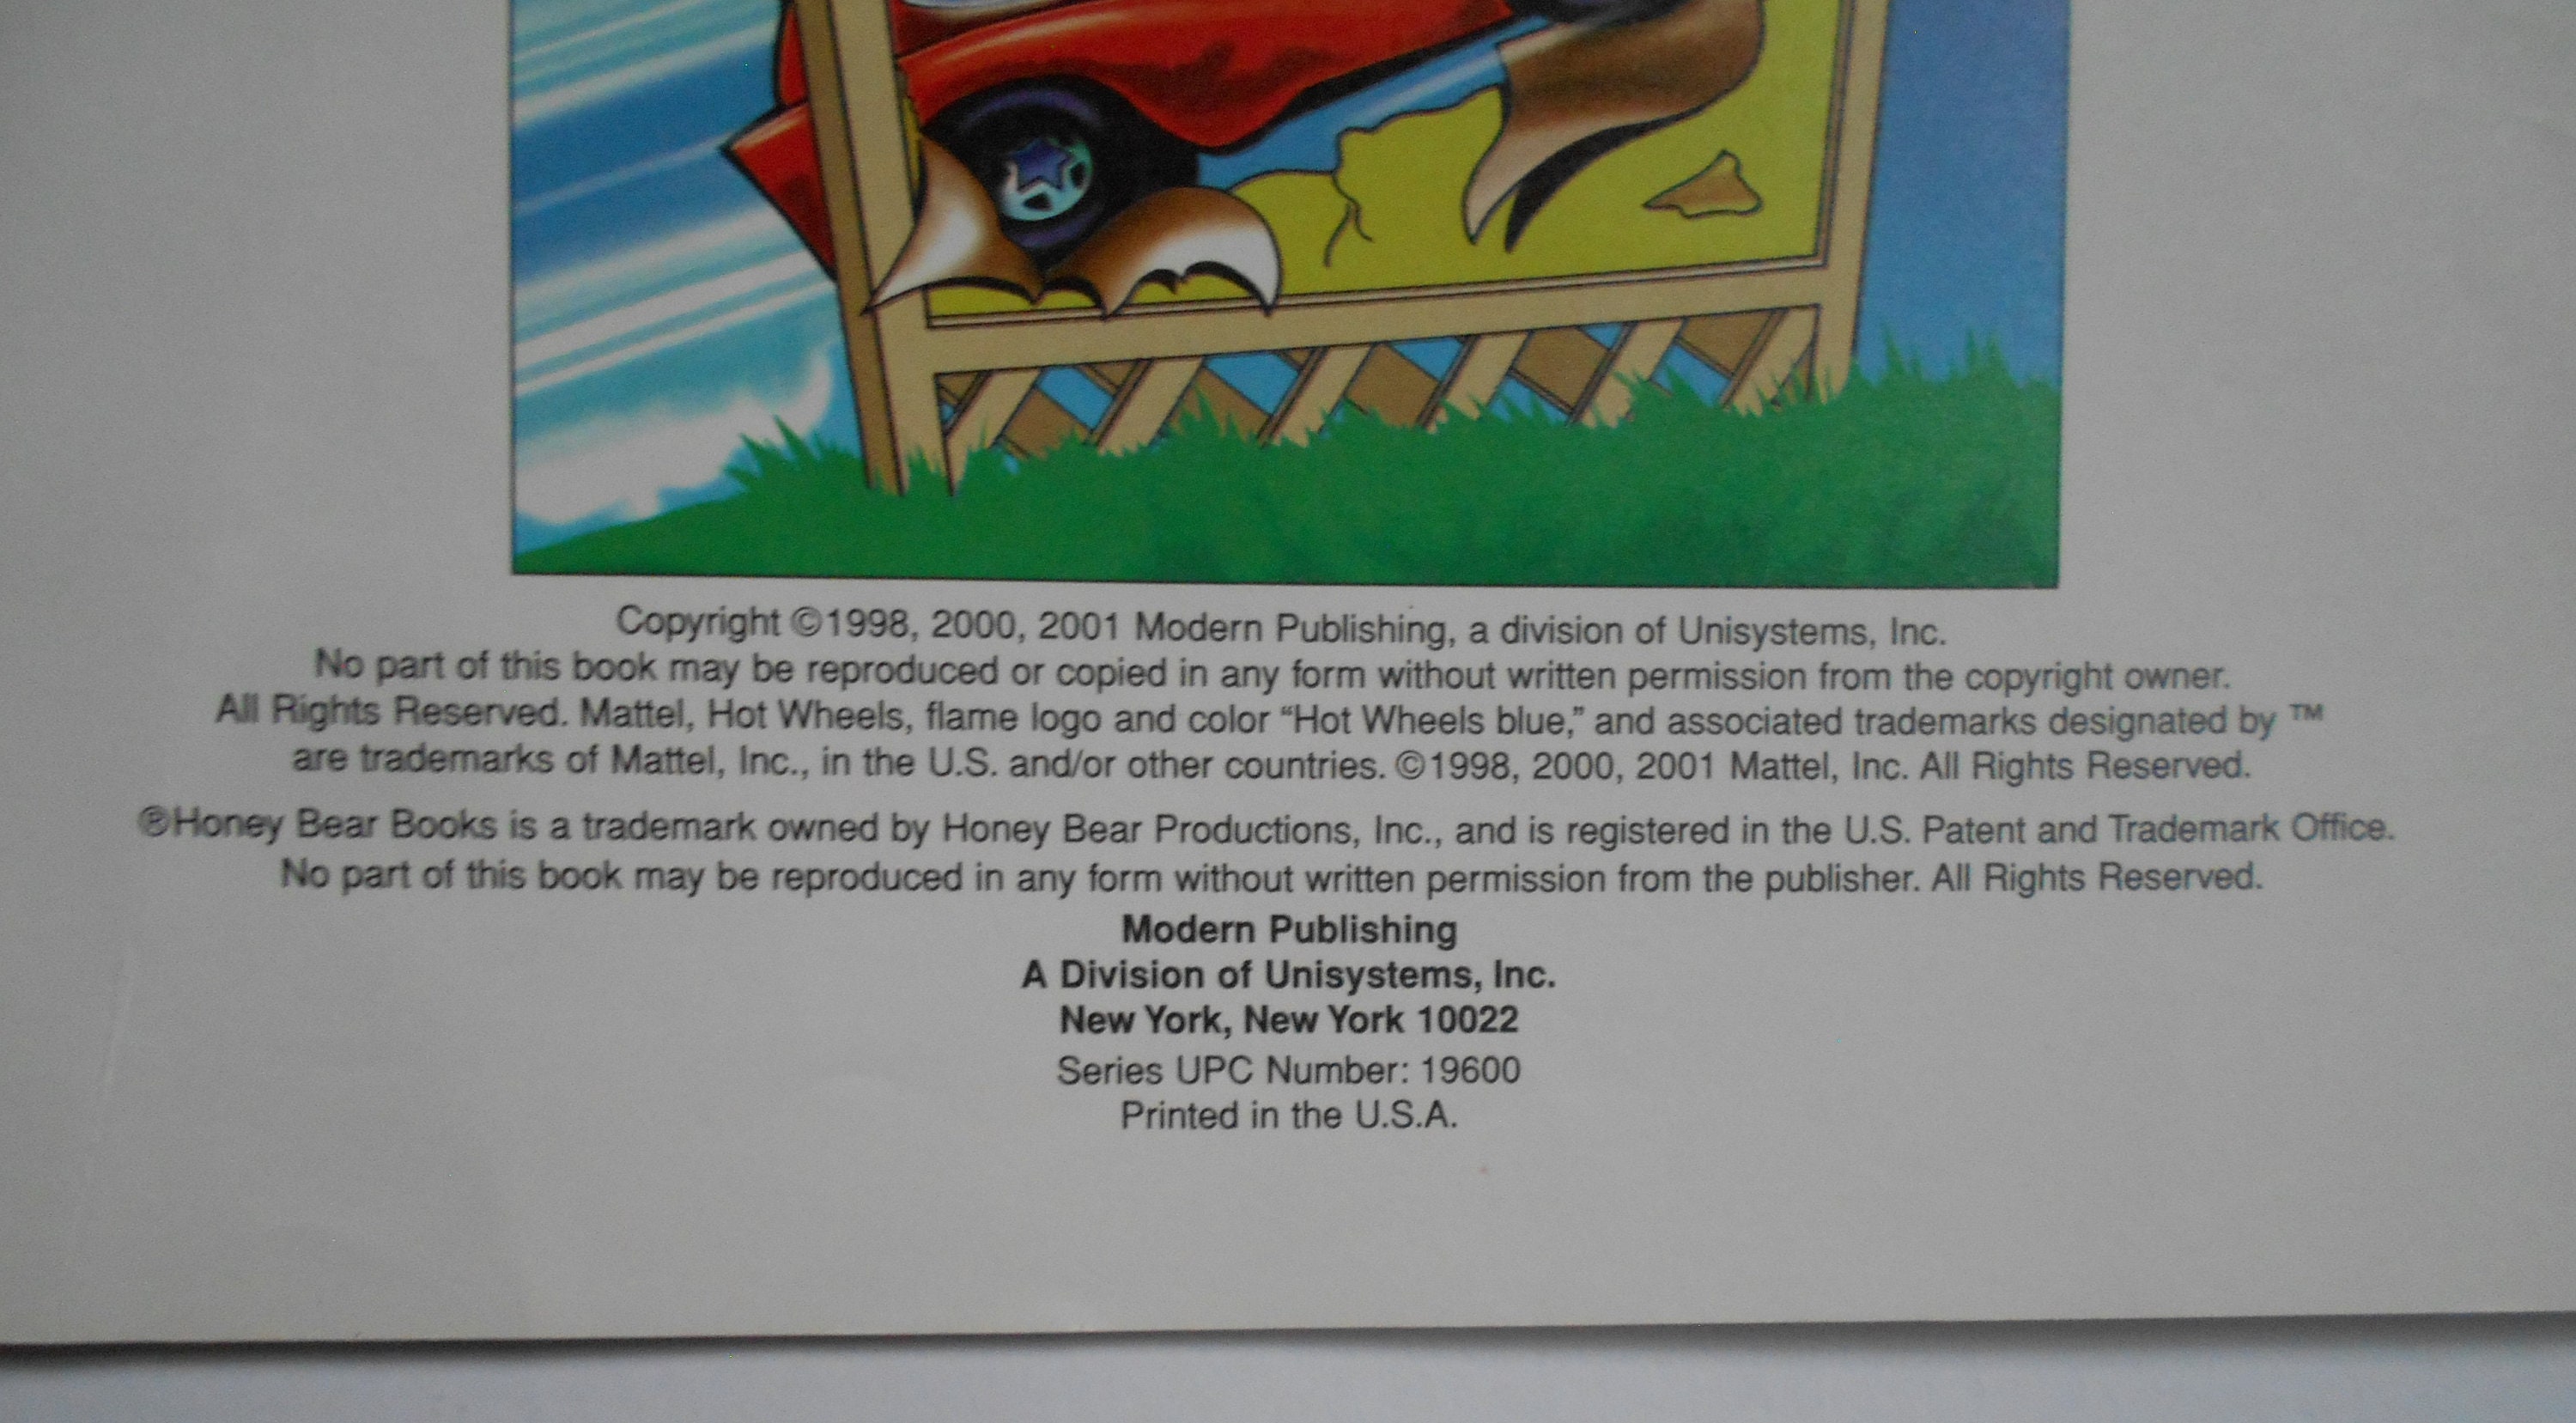 Copyright ©1998, 2000, 2001 Modern Publishing, a division of Unisystems, Inc.
No part of this book may be reproduced or copied in any form without written permission from the copyright owner.
All Rights Reserved. Mattel, Hot Wheels, flame logo and color “Hot Wheels blue,” and associated trademarks designated by ™
are trademarks of Mattel, Inc., in the U.S. and/or other countries. ©1998, 2000, 2001 Mattel, Inc. All Rights Reserved.
®Honey Bear Books is a trademark owned by Honey Bear Productions, Inc., and is registered in the U.S. Patent and Trademark Office.
No part of this book may be reproduced in any form without written permission from the publisher. All Rights Reserved.
Modern Publishing
A Division of Unisystems, Inc.
New York, New York 10022
Series UPC Number: 19600
Printed in the U.S.A.